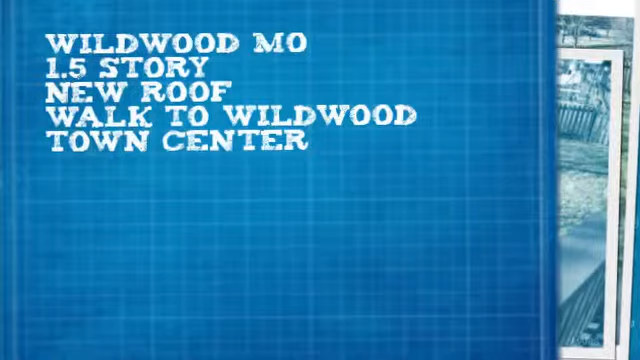 WILDWOOD MO
1.5 STORY
NEW ROOF
WALK TO WILDWOOD
TOWN CENTER